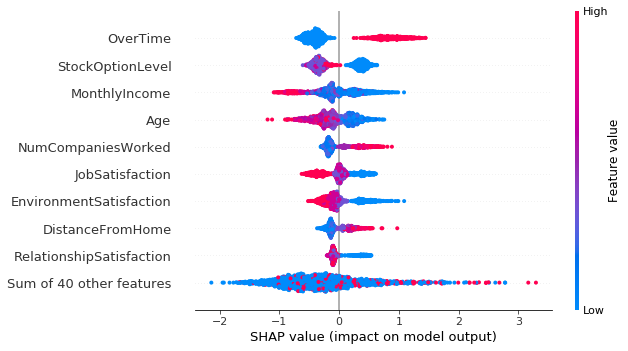 High
OverTime
StockOptionLevel
MonthlyIncome
Age
NumCompaniesWorked
JobSatisfaction
EnvironmentSatisfaction
DistanceFromHome
RelationshipSatisfaction
Sum of 40 other features
Feature value
Low
−2 −1 0 1 2 3
SHAP value (impact on model output)